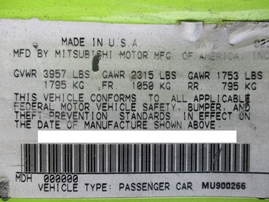 MADE IN U.S.A
MFD BY MITSUBISHI MOTOR MFG. OF AMERICA INC
GVWR 3957 LBS GAWR 2315 LBS GAWR 1753 LBS
1795 KG FR 1050 KG RR 795 KG
THIS VEHICLE CONFORMS TO ALL APPLICABLE
FEDERAL MOTOR VEHICLE SAFETY, BUMPER, AND
THEFT PREVENTION STANDARDS IN EFFECT ON
THE DATE OF MANUFACTURE SHOWN ABOVE.
MDH 000000
VEHICLE TYPE: PASSENGER CAR MU900266